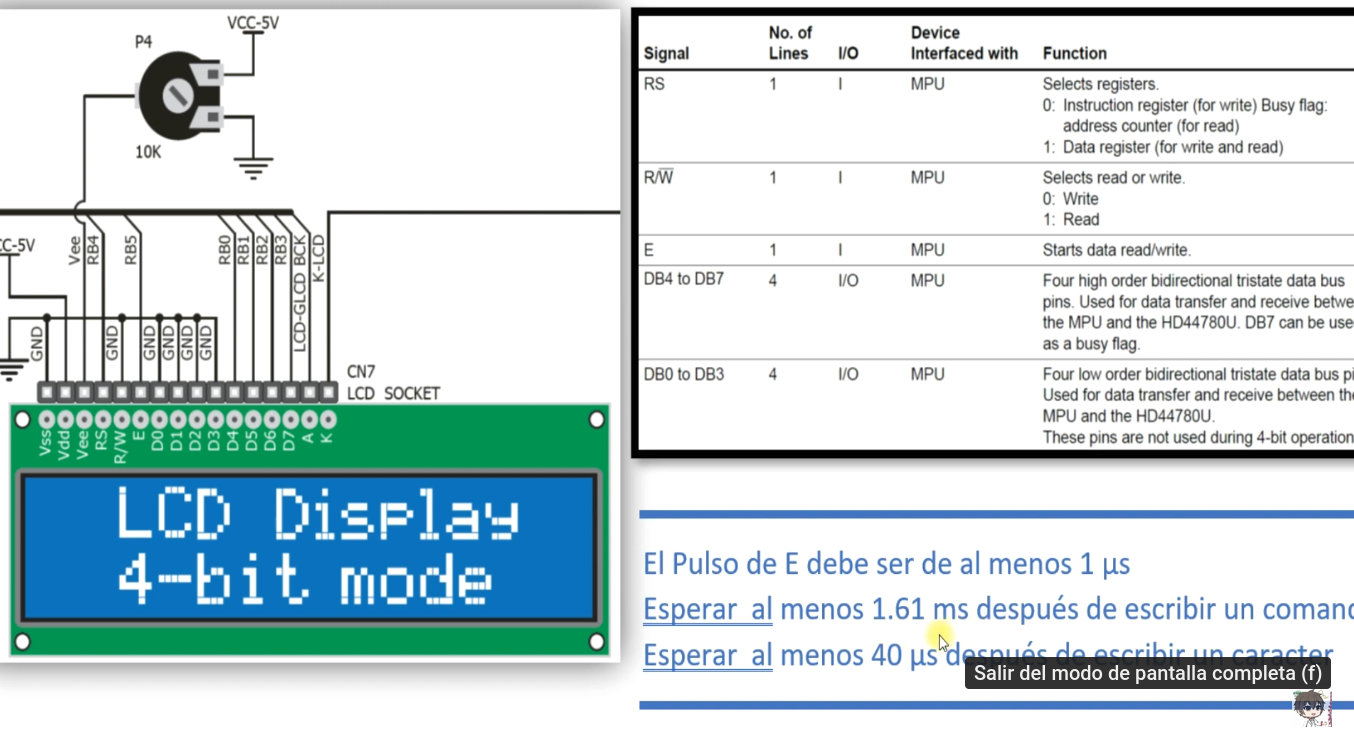 VCC-5V
P4
10K
CC-5V
Vee
RB4
RB5
RB0
RB1
RB2
RB3
LCD-GLCD BCK
K-LCD
GND
GND
GND
GND
GND
GND
CN7
LCD SOCKET
Vss
Vdd
Vee
RS
R/W
E
D0
D1
D2
D3
D4
D5
D6
D7
A
K
LCD Display
4-bit mode
Signal No. of Lines I/O Device Interfaced with Function
RS 1 I MPU Selects registers.
0: Instruction register (for write) Busy flag:
address counter (for read)
1: Data register (for write and read)
R/W̅ 1 I MPU Selects read or write.
0: Write
1: Read
E 1 I MPU Starts data read/write.
DB4 to DB7 4 I/O MPU Four high order bidirectional tristate data bus
pins. Used for data transfer and receive betwe
the MPU and the HD44780U. DB7 can be use
as a busy flag.
DB0 to DB3 4 I/O MPU Four low order bidirectional tristate data bus pi
Used for data transfer and receive between the
MPU and the HD44780U.
These pins are not used during 4-bit operation
El Pulso de E debe ser de al menos 1 µs
Esperar al menos 1.61 ms después de escribir un comand
Esperar al menos 40 µs después de escribir un caracter
Salir del modo de pantalla completa (f)